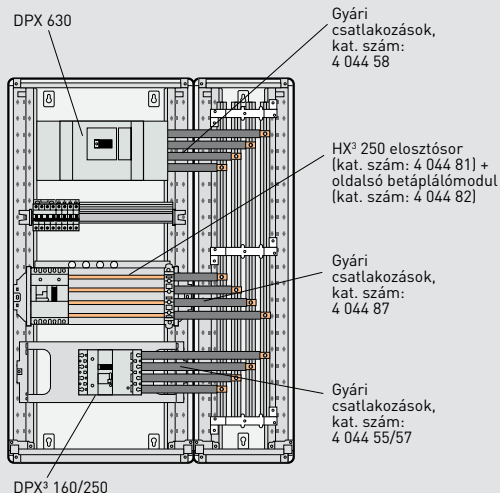 DPX 630
Gyári
csatlakozások,
kat. szám:
4 044 58
HX³ 250 elosztósor
(kat. szám: 4 044 81) +
oldalsó betáplálómodul
(kat. szám: 4 044 82)
Gyári
csatlakozások,
kat. szám:
4 044 87
Gyári
csatlakozások,
kat. szám:
4 044 55/57
DPX³ 160/250